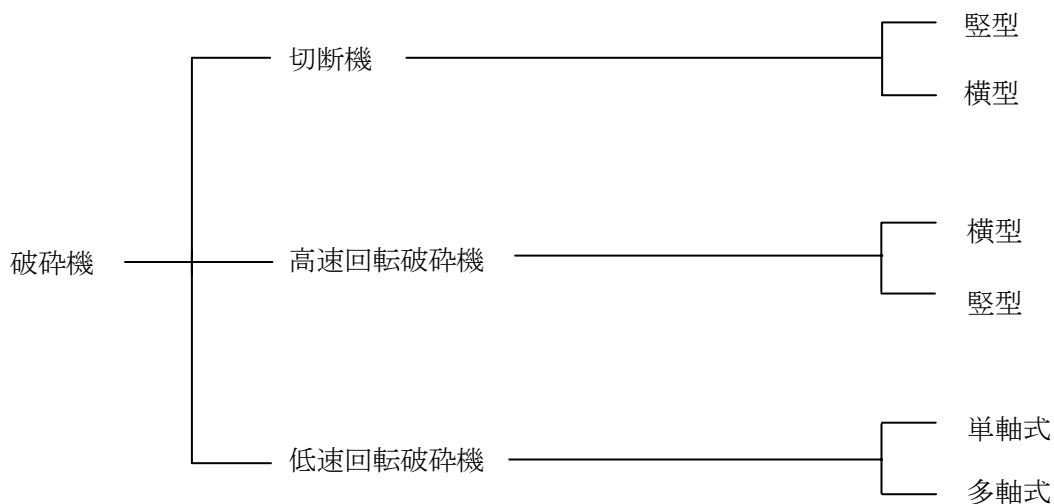 破砕機
切断機
竪型
横型
高速回転破砕機
横型
竪型
低速回転破砕機
単軸式
多軸式